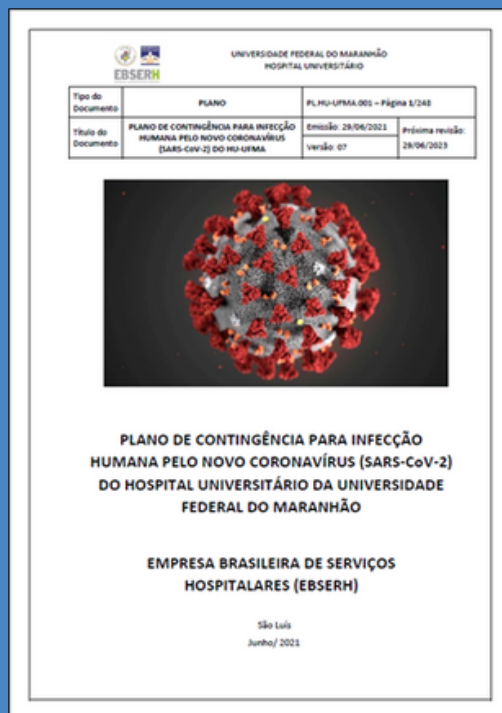 EBSERH
UNIVERSIDADE FEDERAL DO MARANHÃO
HOSPITAL UNIVERSITÁRIO
Tipo do
Documento
PLANO
PL.HU-UFMA.001 – Página 1/248
Título do
Documento
PLANO DE CONTINGÊNCIA PARA INFECÇÃO
HUMANA PELO NOVO CORONAVÍRUS
(SARS-CoV-2) DO HU-UFMA
Emissão: 29/06/2021
Versão: 07
Próxima revisão:
29/06/2023
PLANO DE CONTINGÊNCIA PARA INFECÇÃO
HUMANA PELO NOVO CORONAVÍRUS (SARS-CoV-2)
DO HOSPITAL UNIVERSITÁRIO DA UNIVERSIDADE
FEDERAL DO MARANHÃO
EMPRESA BRASILEIRA DE SERVIÇOS
HOSPITALARES (EBSERH)
São Luís
Junho/ 2021